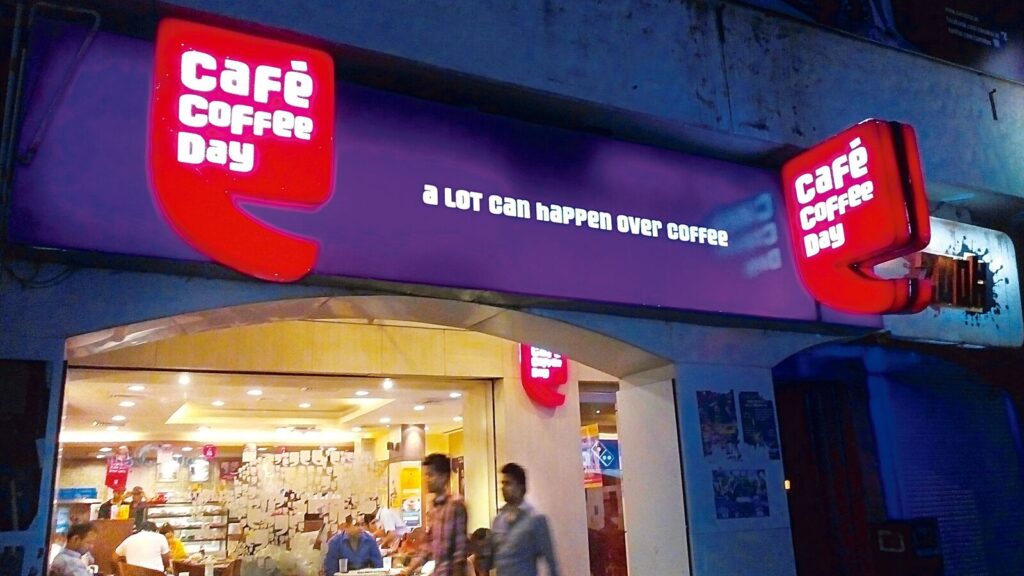 Café
Coffee
Day
a LOT can happen over coffee
Café
Coffee
Day